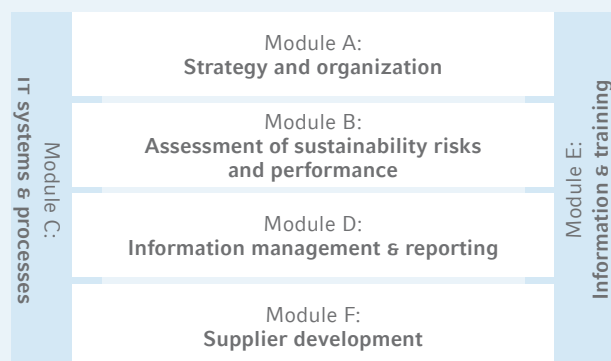 Module C:
IT systems & processes
Module A:
Strategy and organization
Module B:
Assessment of sustainability risks
and performance
Module D:
Information management & reporting
Module F:
Supplier development
Module E:
Information & training